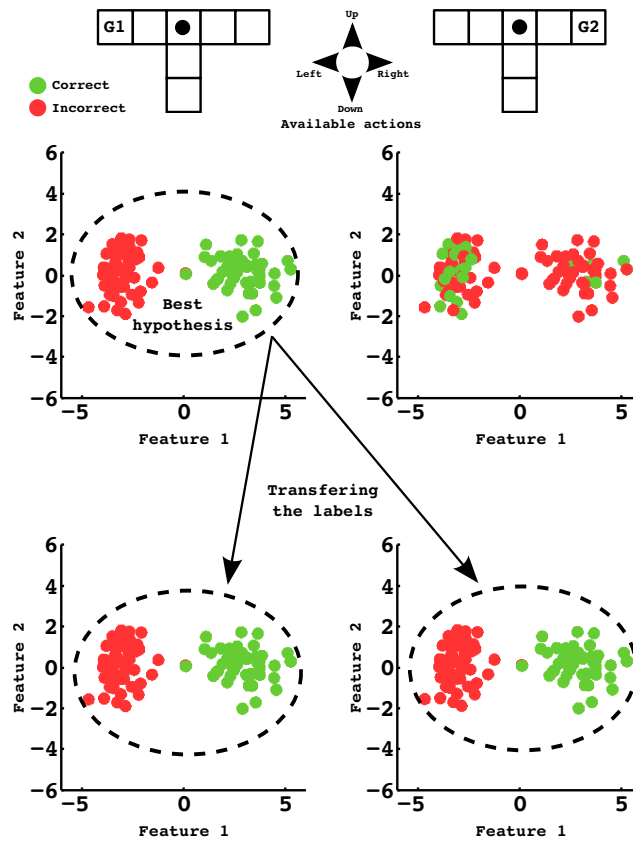 G1
G2
Up
Left
Right
Down
Available actions
Correct
Incorrect
6
4
2
0
−2
−4
−6
−5
0
5
Feature 2
Feature 1
Best
hypothesis
6
4
2
0
−2
−4
−6
−5
0
5
Feature 2
Feature 1
Transfering
the labels
6
4
2
0
−2
−4
−6
−5
0
5
Feature 2
Feature 1
6
4
2
0
−2
−4
−6
−5
0
5
Feature 2
Feature 1